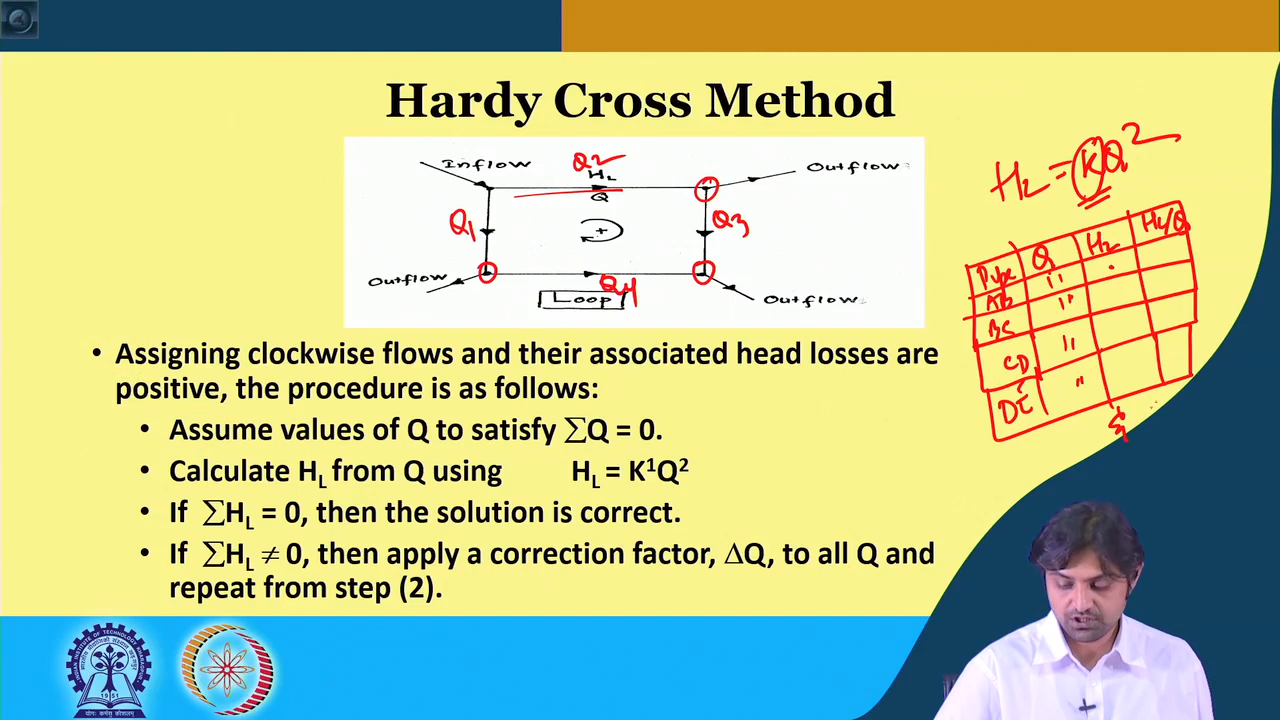 Hardy Cross Method
Inflow
Q2
HL
Q
Outflow
Q1
+
Q3
Outflow
Q4
Loop
Outflow
• Assigning clockwise flows and their associated head losses are
positive, the procedure is as follows:
• Assume values of Q to satisfy ∑Q = 0.
• Calculate HL from Q using HL = K¹Q²
• If ∑HL = 0, then the solution is correct.
• If ∑HL ≠ 0, then apply a correction factor, ΔQ, to all Q and
repeat from step (2).
HL = KQ²
Pipe Q HL HL/Q
AB "
BC "
CD "
DE "
1951